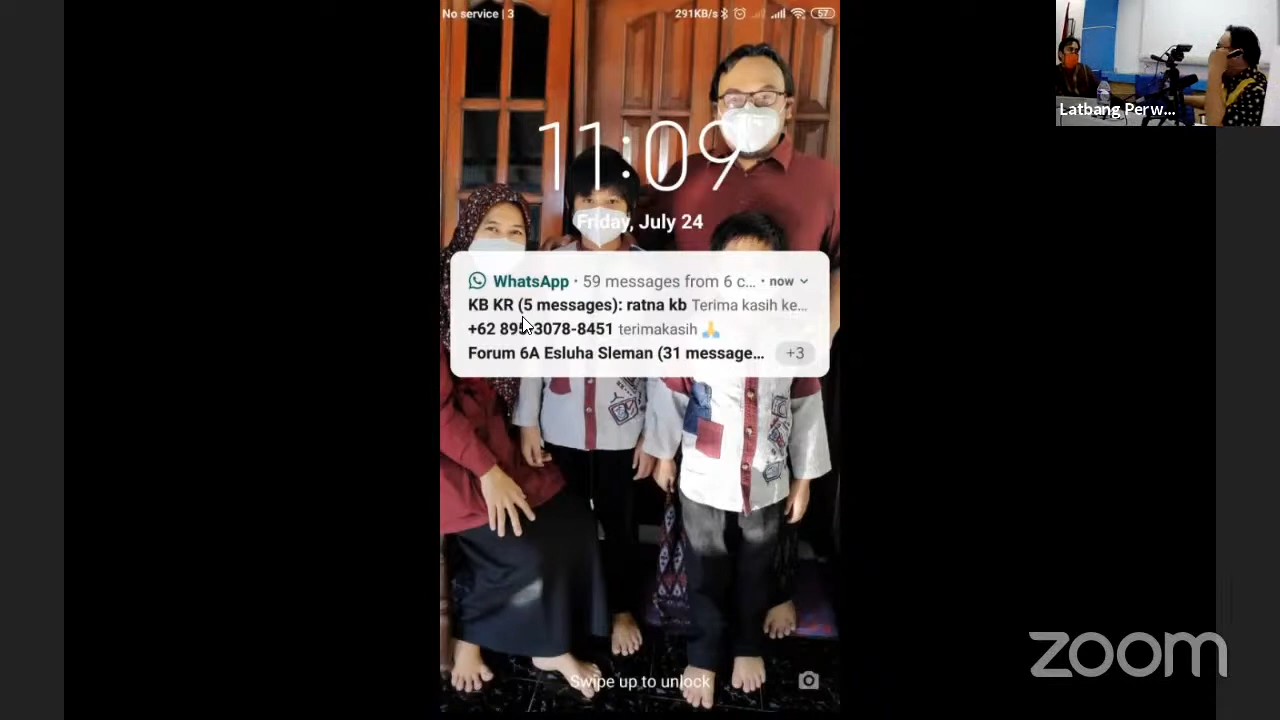 No service | 3
291KB/s
57
Latbang Perw...
11:09
Friday, July 24
WhatsApp · 59 messages from 6 c... · now
KB KR (5 messages): ratna kb Terima kasih ke...
+62 895-3078-8451 terimakasih 🙏
Forum 6A Esluha Sleman (31 message...
+3
Swipe up to unlock
zoom